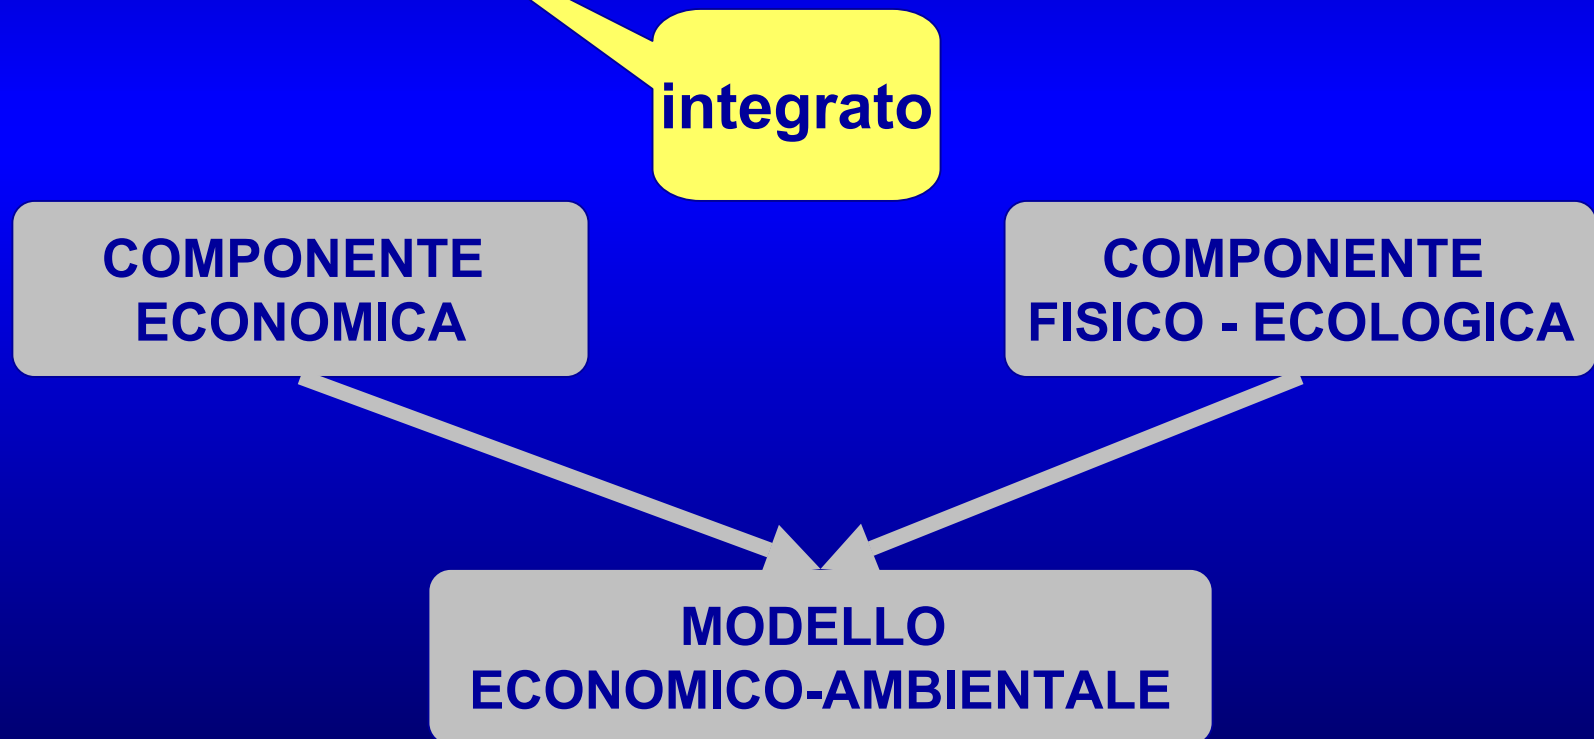 integrato
COMPONENTE
ECONOMICA
COMPONENTE
FISICO - ECOLOGICA
MODELLO
ECONOMICO-AMBIENTALE